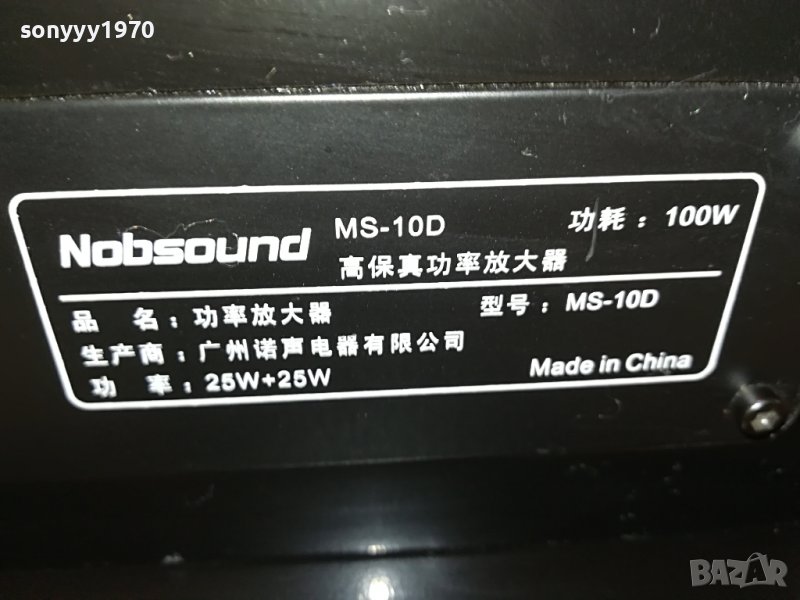 sonyyy1970
Nobsound MS-10D 功耗：100W
高保真功率放大器
品 名：功率放大器 型号：MS-10D
生产商：广州诺声电器有限公司
功 率：25W+25W Made in China
BAZAR